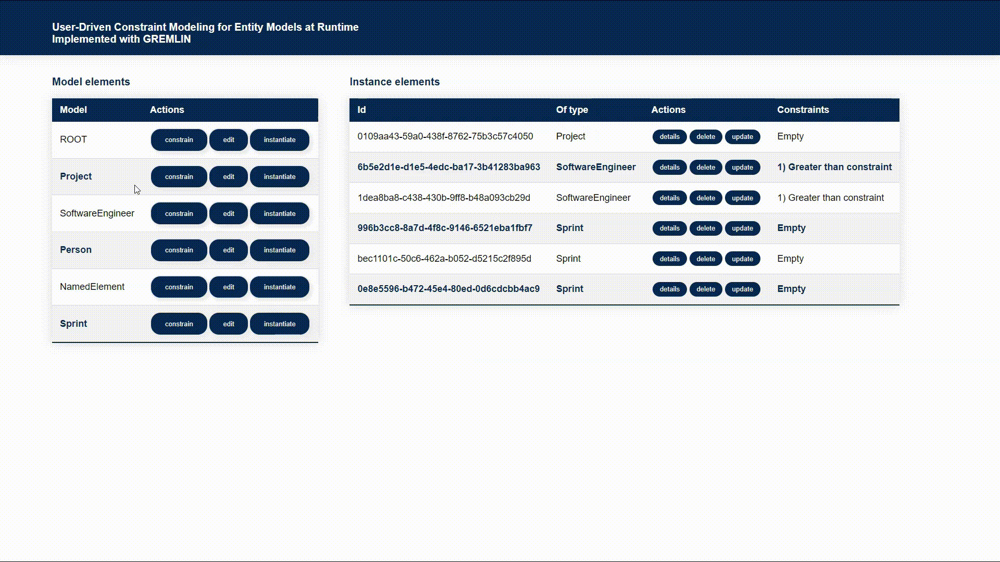 User-Driven Constraint Modeling for Entity Models at Runtime
Implemented with GREMLIN
Model elements
Model Actions
ROOT constrain edit instantiate
Project constrain edit instantiate
SoftwareEngineer constrain edit instantiate
Person constrain edit instantiate
NamedElement constrain edit instantiate
Sprint constrain edit instantiate
Instance elements
Id Of type Actions Constraints
0109aa43-59a0-438f-8762-75b3c57c4050 Project details delete update Empty
6b5e2d1e-d1e5-4edc-ba17-3b41283ba963 SoftwareEngineer details delete update 1) Greater than constraint
1dea8ba8-c438-430b-9ff8-b48a093cb29d SoftwareEngineer details delete update 1) Greater than constraint
996b3cc8-8a7d-4f8c-9146-6521eba1fbf7 Sprint details delete update Empty
bec1101c-50c6-462a-b052-d5215c2f895d Sprint details delete update Empty
0e8e5596-b472-45e4-80ed-0d6cdcbb4ac9 Sprint details delete update Empty